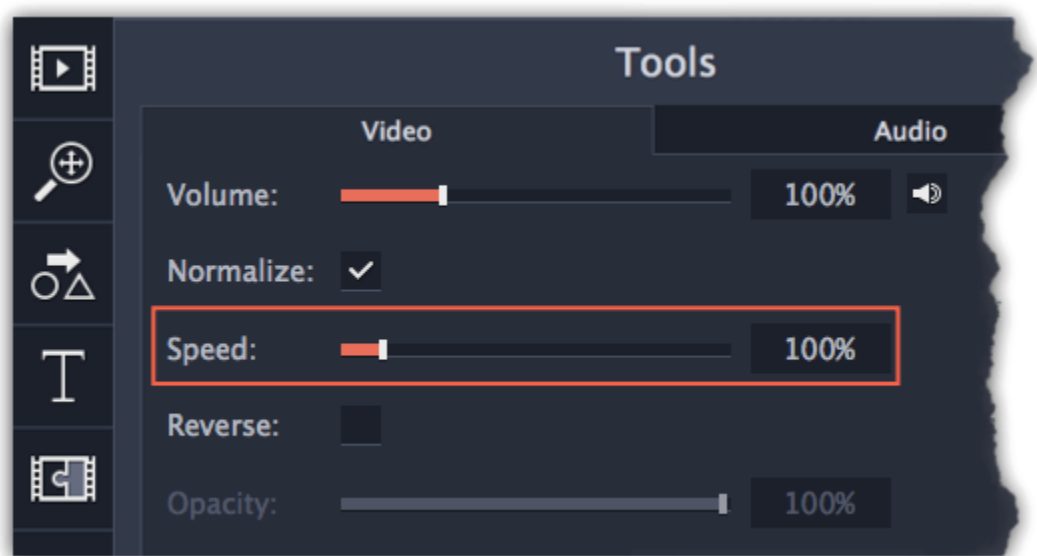 Tools
Video Audio
Volume: 100%
Normalize:
Speed: 100%
Reverse:
Opacity: 100%